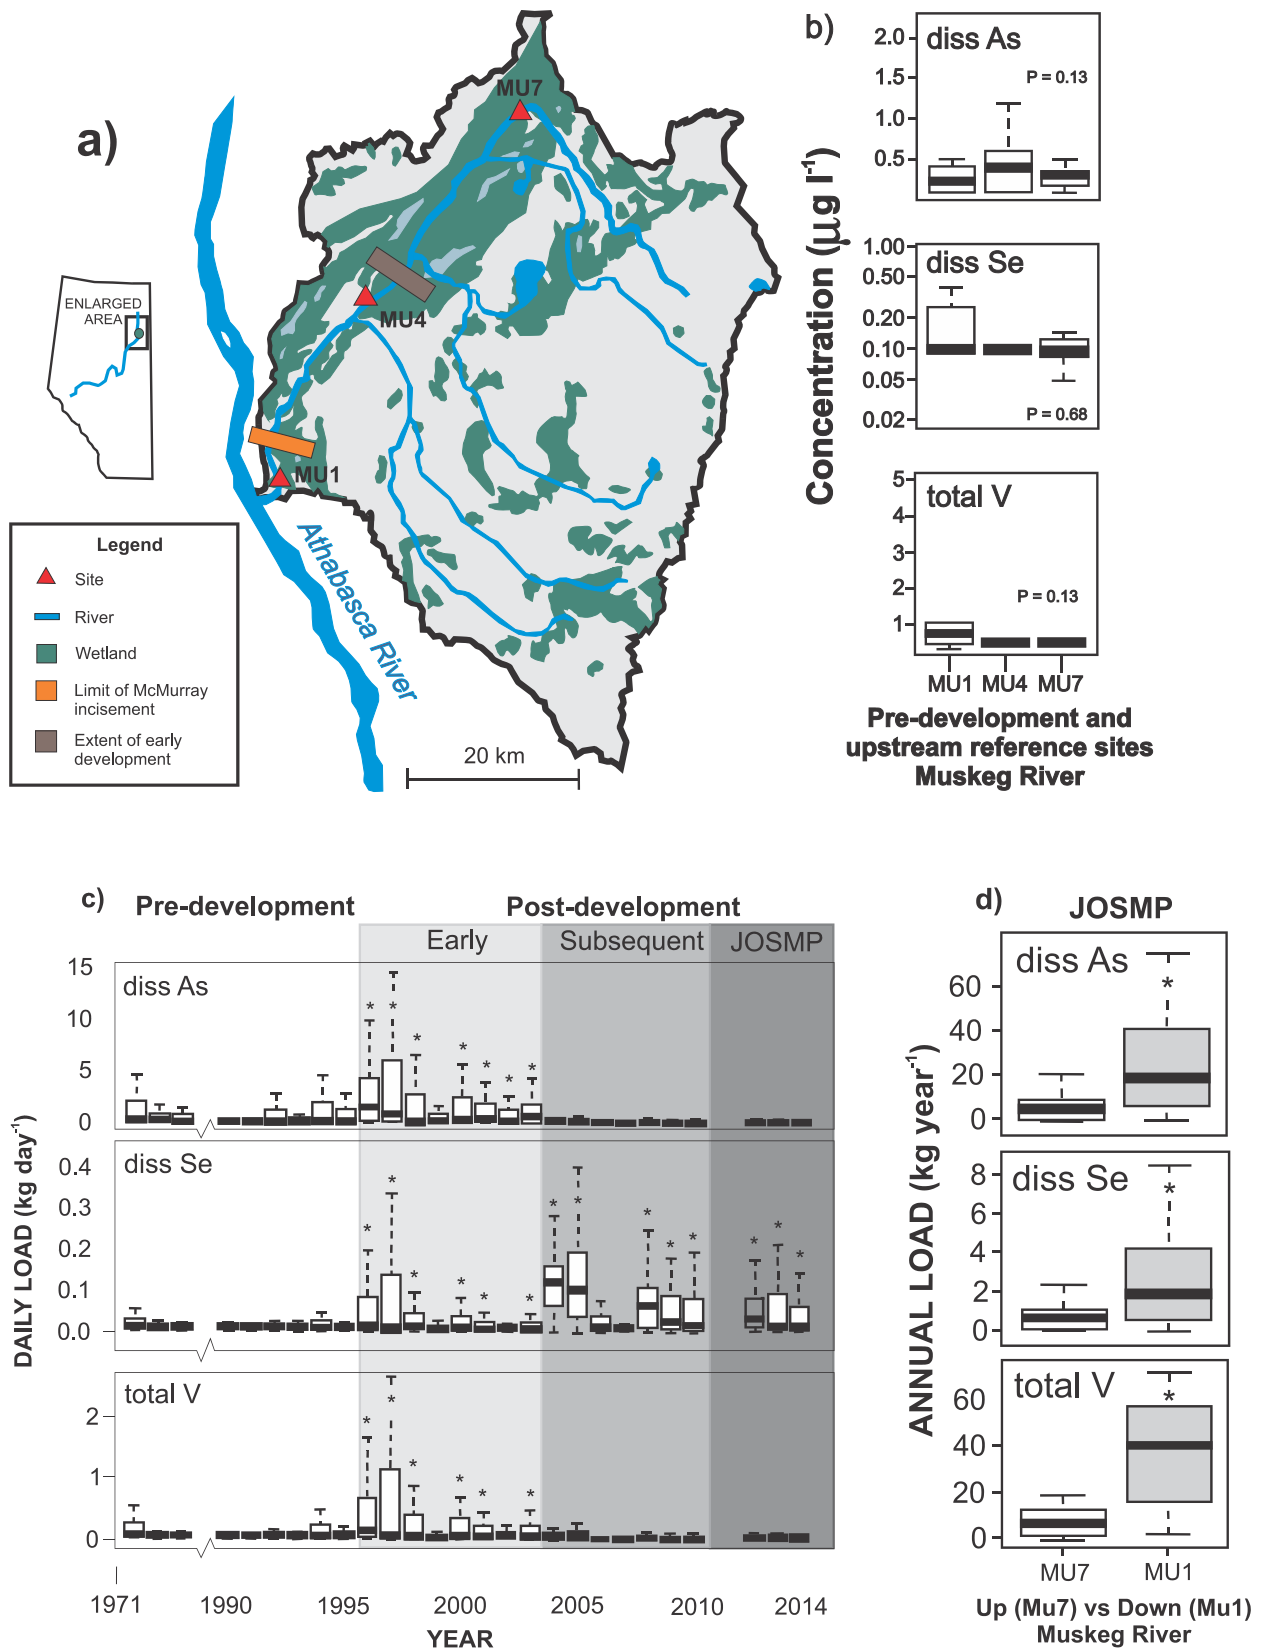 a)
MU7
MU4
MU1
Athabasca River
ENLARGED
AREA
Legend
Site
River
Wetland
Limit of McMurray
incisement
Extent of early
development
20 km
b)
Concentration (µg l-1)
diss As
P = 0.13
2.0
1.5
1.0
0.5
diss Se
P = 0.68
1.00
0.50
0.20
0.10
0.05
0.02
total V
P = 0.13
5
4
3
2
1
MU1 MU4 MU7
Pre-development and
upstream reference sites
Muskeg River
c)
Pre-development Post-development
Early Subsequent JOSMP
DAILY LOAD (kg day-1)
diss As
15
10
5
0
* * * * * * *
diss Se
0.4
0.3
0.2
0.1
0.0
* * * * * * * * * * * * * *
total V
2
1
0
* * * * * *
1971 1990 1995 2000 2005 2010 2014
YEAR
d)
JOSMP
ANNUAL LOAD (kg year-1)
diss As
*
60
40
20
0
diss Se
*
8
6
4
2
0
total V
*
60
40
20
0
MU7 MU1
Up (Mu7) vs Down (Mu1)
Muskeg River